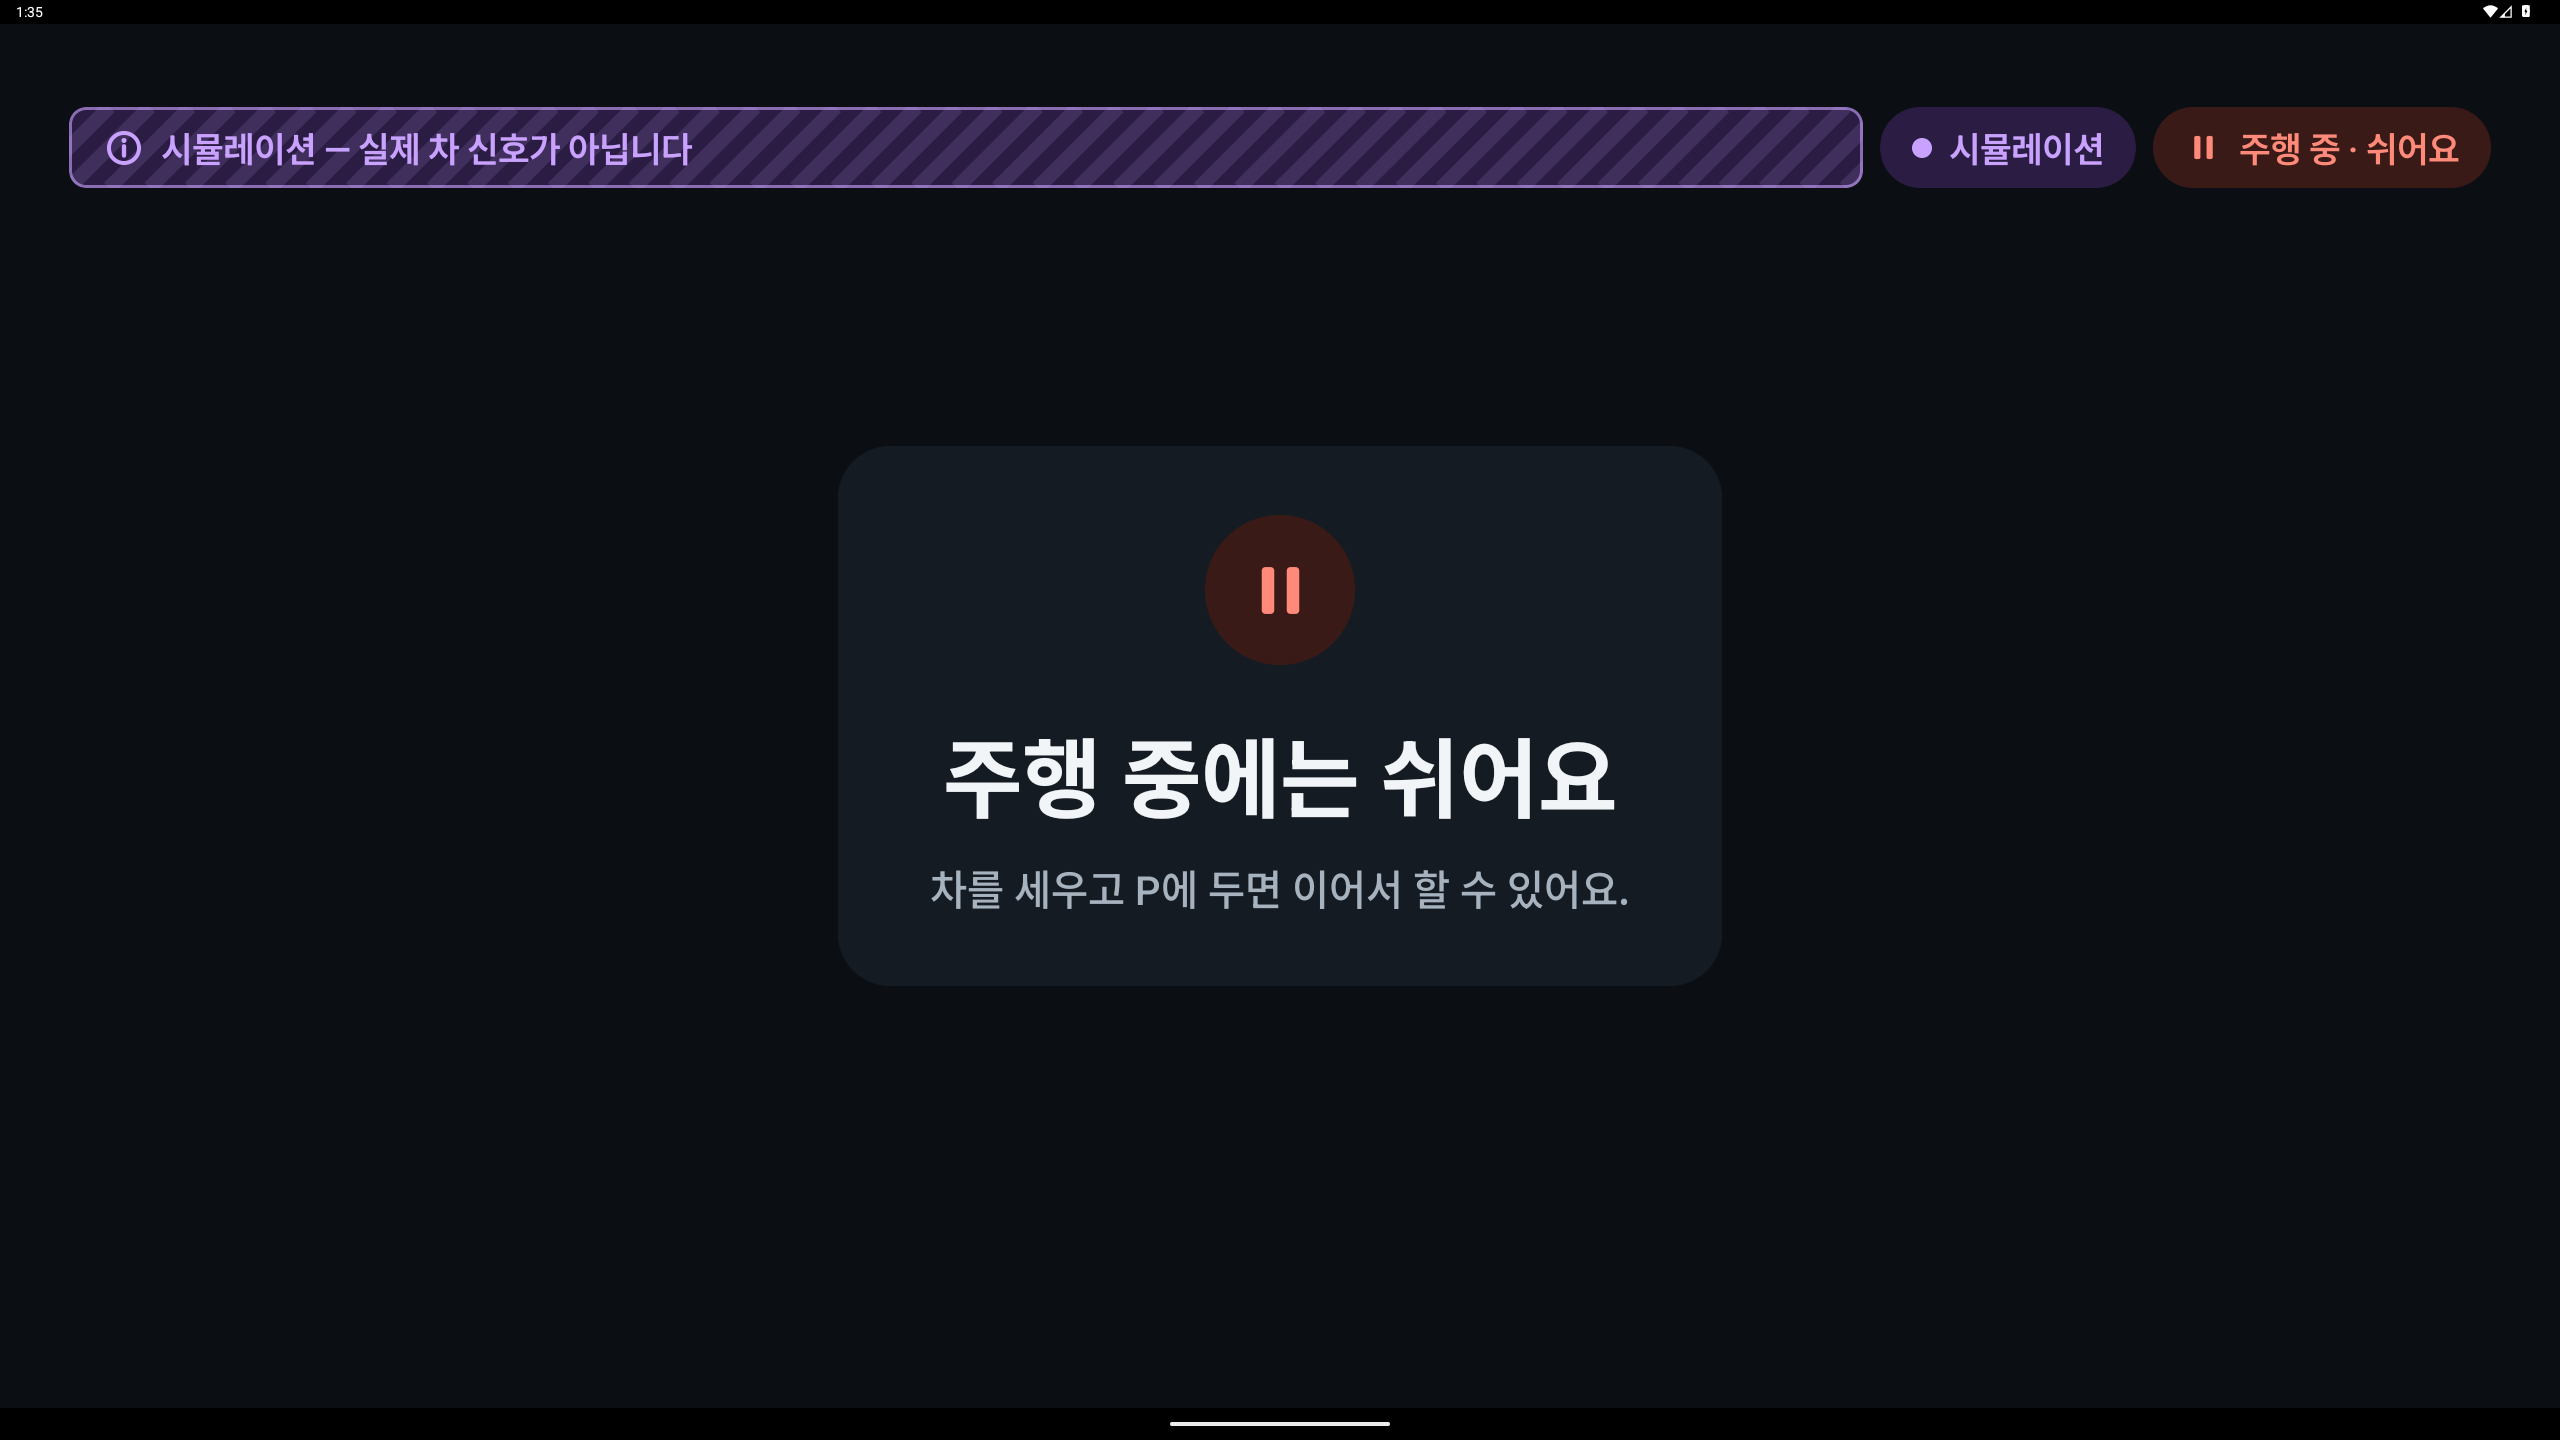 1:35
시뮬레이션 — 실제 차 신호가 아닙니다
시뮬레이션
주행 중 · 쉬어요
주행 중에는 쉬어요
차를 세우고 P에 두면 이어서 할 수 있어요.